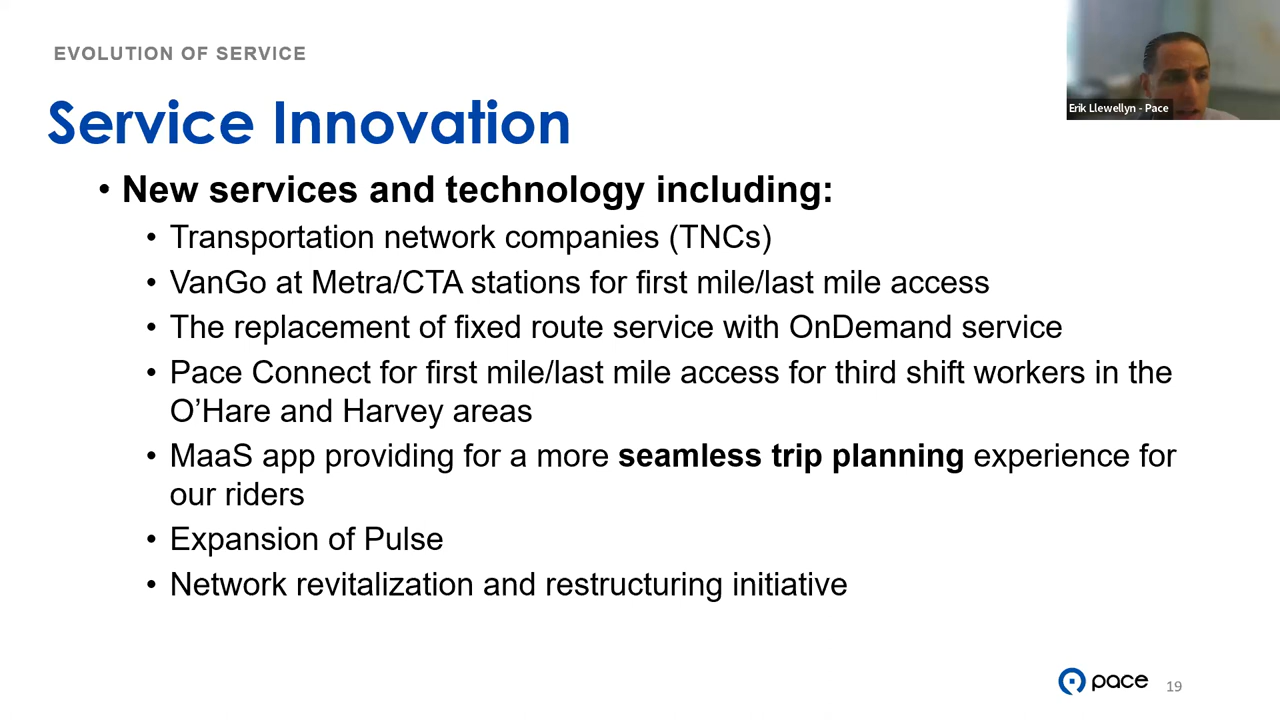 EVOLUTION OF SERVICE
Erik Llewellyn - Pace
Service Innovation
• New services and technology including:
• Transportation network companies (TNCs)
• VanGo at Metra/CTA stations for first mile/last mile access
• The replacement of fixed route service with OnDemand service
• Pace Connect for first mile/last mile access for third shift workers in the
O’Hare and Harvey areas
• MaaS app providing for a more seamless trip planning experience for
our riders
• Expansion of Pulse
• Network revitalization and restructuring initiative
pace
19